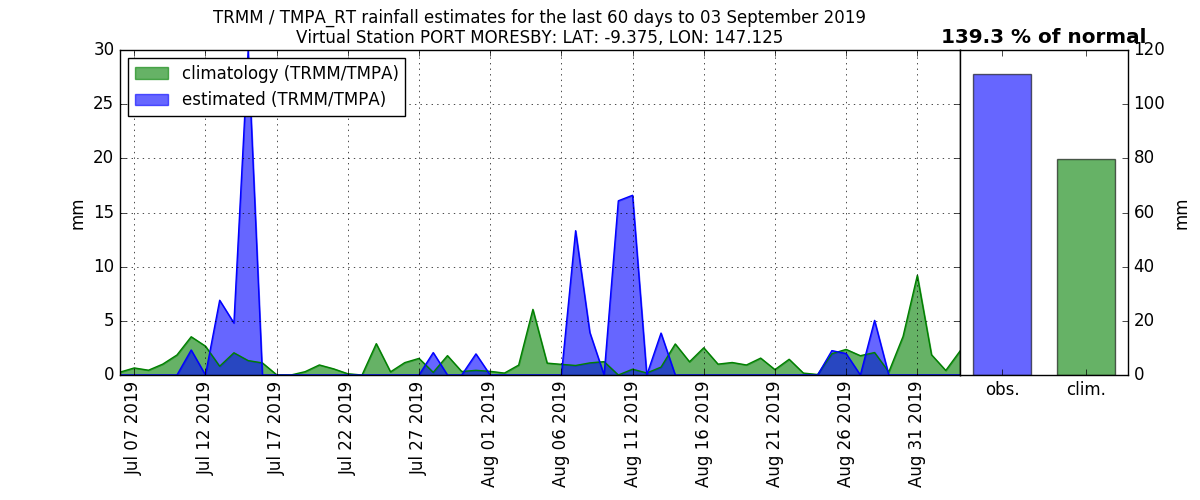 TRMM / TMPA_RT rainfall estimates for the last 60 days to 03 September 2019
Virtual Station PORT MORESBY: LAT: -9.375, LON: 147.125
139.3 % of normal
climatology (TRMM/TMPA)
estimated (TRMM/TMPA)
30
25
20
15
10
5
0
mm
Jul 07 2019
Jul 12 2019
Jul 17 2019
Jul 22 2019
Jul 27 2019
Aug 01 2019
Aug 06 2019
Aug 11 2019
Aug 16 2019
Aug 21 2019
Aug 26 2019
Aug 31 2019
obs.
clim.
120
100
80
60
40
20
0
mm